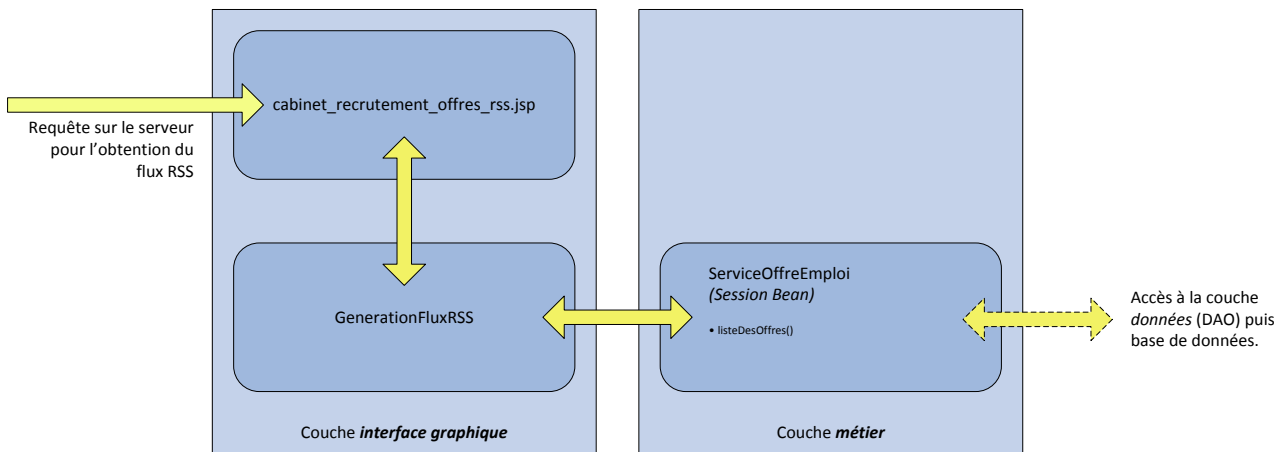 cabinet_recrutement_offres_rss.jsp
Requête sur le serveur
pour l’obtention du
flux RSS
GenerationFluxRSS
ServiceOffreEmploi
(Session Bean)
• listeDesOffres()
Accès à la couche
données (DAO) puis
base de données.
Couche interface graphique
Couche métier